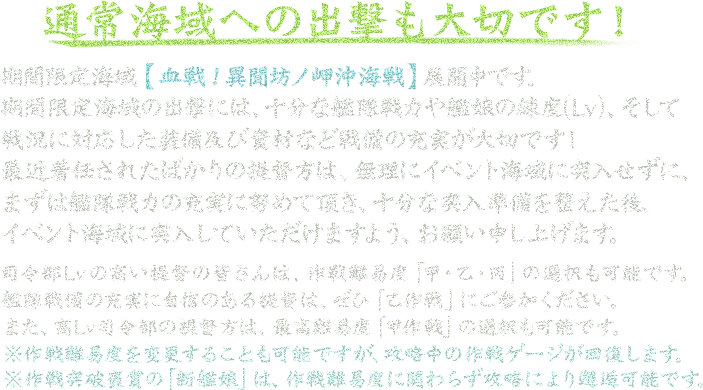 通常海域への出撃も大切です！
期間限定海域【血戦！異聞坊ノ岬沖海戦】展開中です。
期間限定海域の出撃には、十分な艦隊戦力や艦娘の練度(Lv)、そして
戦況に対応した装備及び資材など戦備の充実が大切です！
最近着任されたばかりの提督方は、無理にイベント海域に突入せずに、
まずは艦隊戦力の充実に努めて頂き、十分な突入準備を整えた後、
イベント海域に突入していただけますよう、お願い申し上げます。
司令部Lvの高い提督の皆さんは、作戦難易度「甲・乙・丙」の選択も可能です。
艦隊戦備の充実に自信のある提督は、ぜひ「乙作戦」にご参加ください。
また、高Lv司令部の提督方は、最高難易度「甲作戦」の選択も可能です。
※作戦難易度を変更することも可能ですが、攻略中の作戦ゲージが回復します。
※作戦突破褒賞の「新艦娘」は、作戦難易度に関わらず攻略により邂逅可能です。